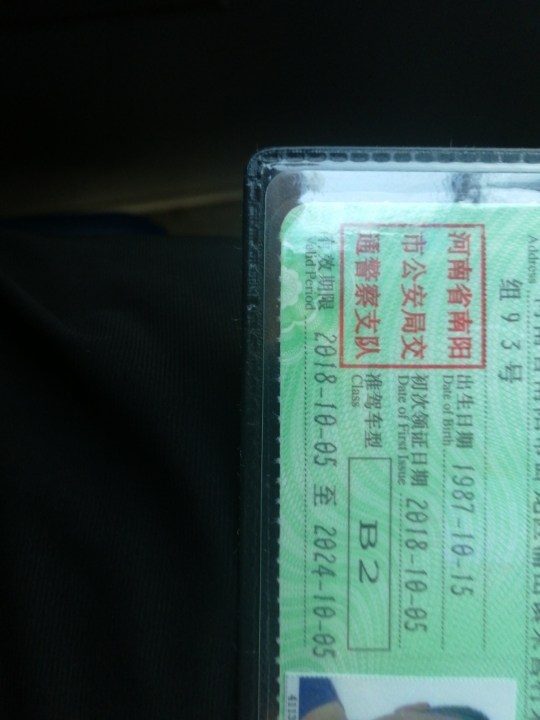 Address
组93号
出生日期 1987-10-15
Date of Birth
河南省南阳
市公安局交
通警察支队
初次领证日期 2018-10-05
Date of First Issue
准驾车型 B2
Class
有效期限 2018-10-05 至 2024-10-05
Valid Period